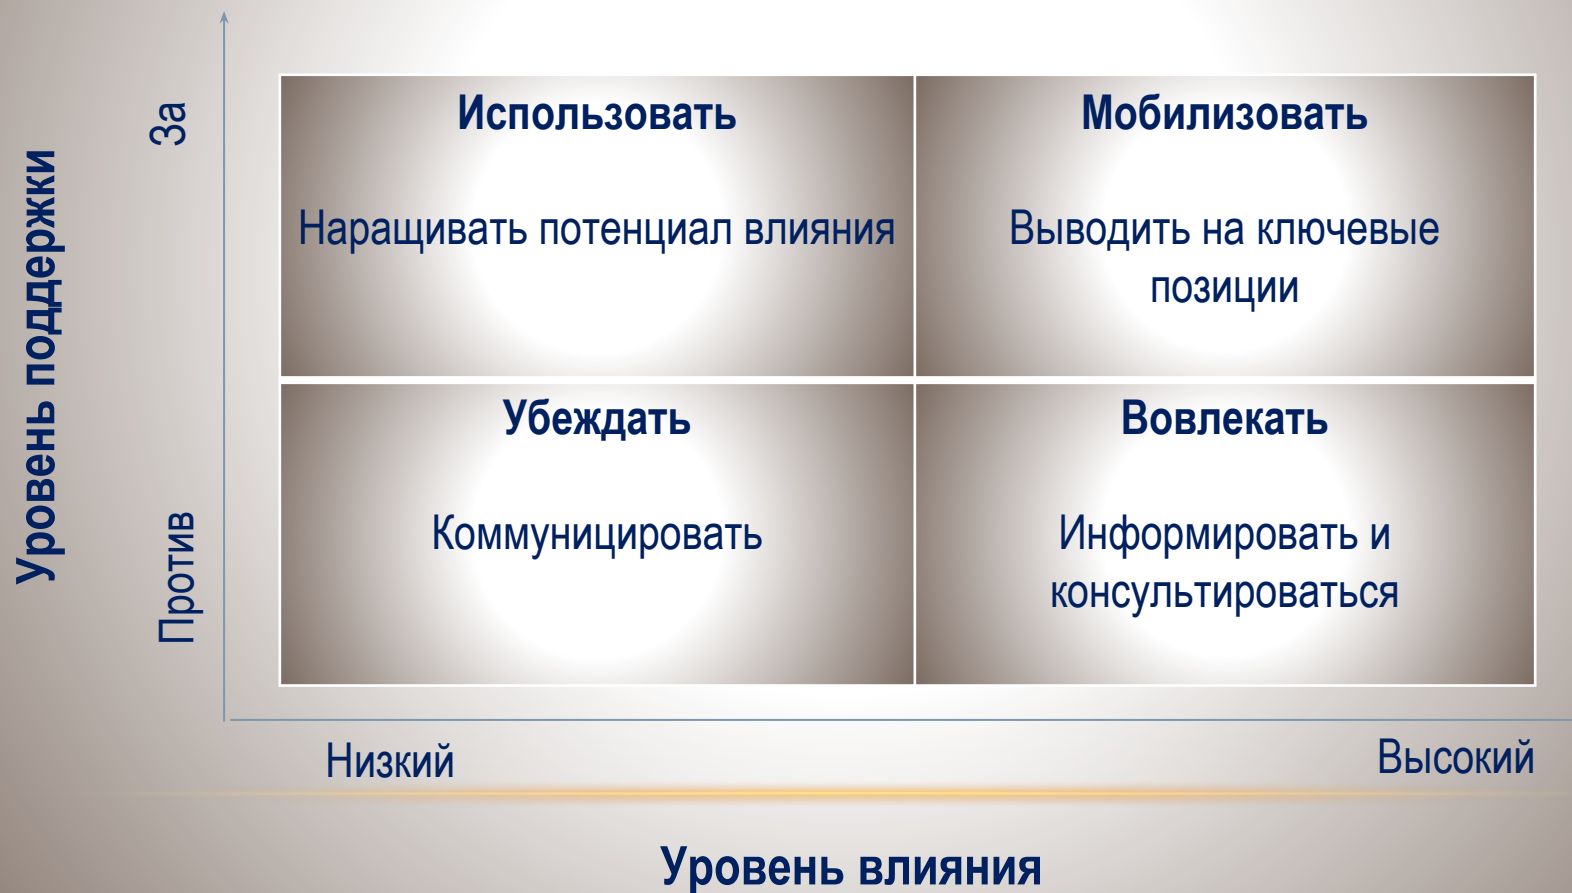 Уровень поддержки
За
Против
Использовать
Наращивать потенциал влияния
Мобилизовать
Выводить на ключевые
позиции
Убеждать
Коммуницировать
Вовлекать
Информировать и
консультироваться
Низкий
Высокий
Уровень влияния